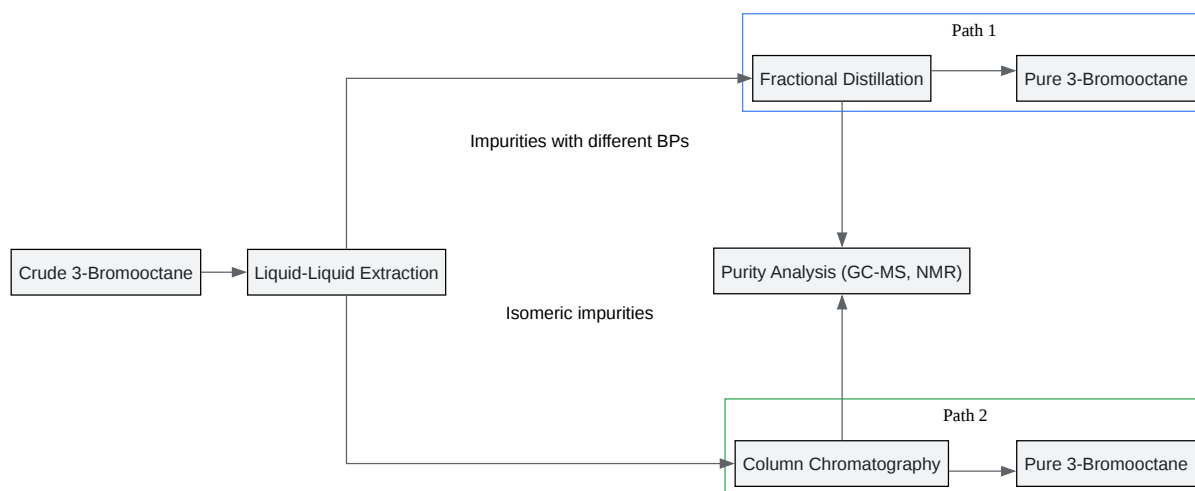 Path 1
Fractional Distillation
Pure 3-Bromooctane
Impurities with different BPs
Crude 3-Bromooctane
Liquid-Liquid Extraction
Purity Analysis (GC-MS, NMR)
Isomeric impurities
Path 2
Column Chromatography
Pure 3-Bromooctane